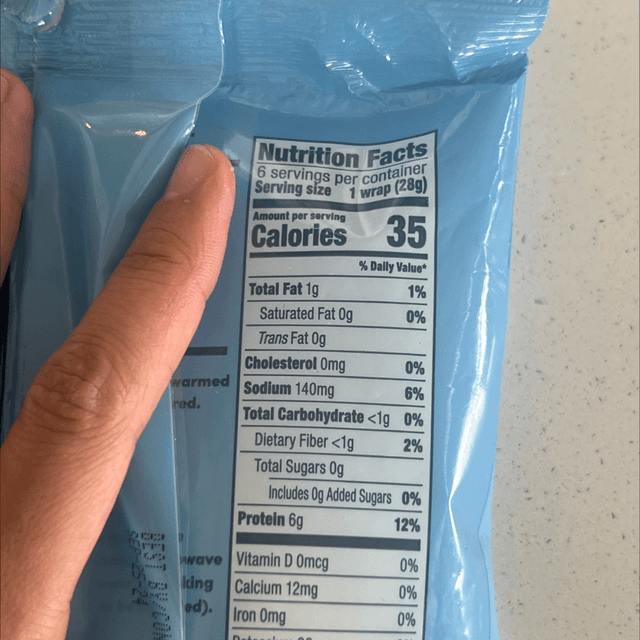 Nutrition Facts
6 servings per container
Serving size 1 wrap (28g)
Amount per serving
Calories 35
% Daily Value*
Total Fat 1g 1%
Saturated Fat 0g 0%
Trans Fat 0g
Cholesterol 0mg 0%
Sodium 140mg 6%
Total Carbohydrate <1g 0%
Dietary Fiber <1g 2%
Total Sugars 0g
Includes 0g Added Sugars 0%
Protein 6g 12%
Vitamin D 0mcg 0%
Calcium 12mg 0%
Iron 0mg 0%
warmed
red.
wave
king
ed).
BEST BY